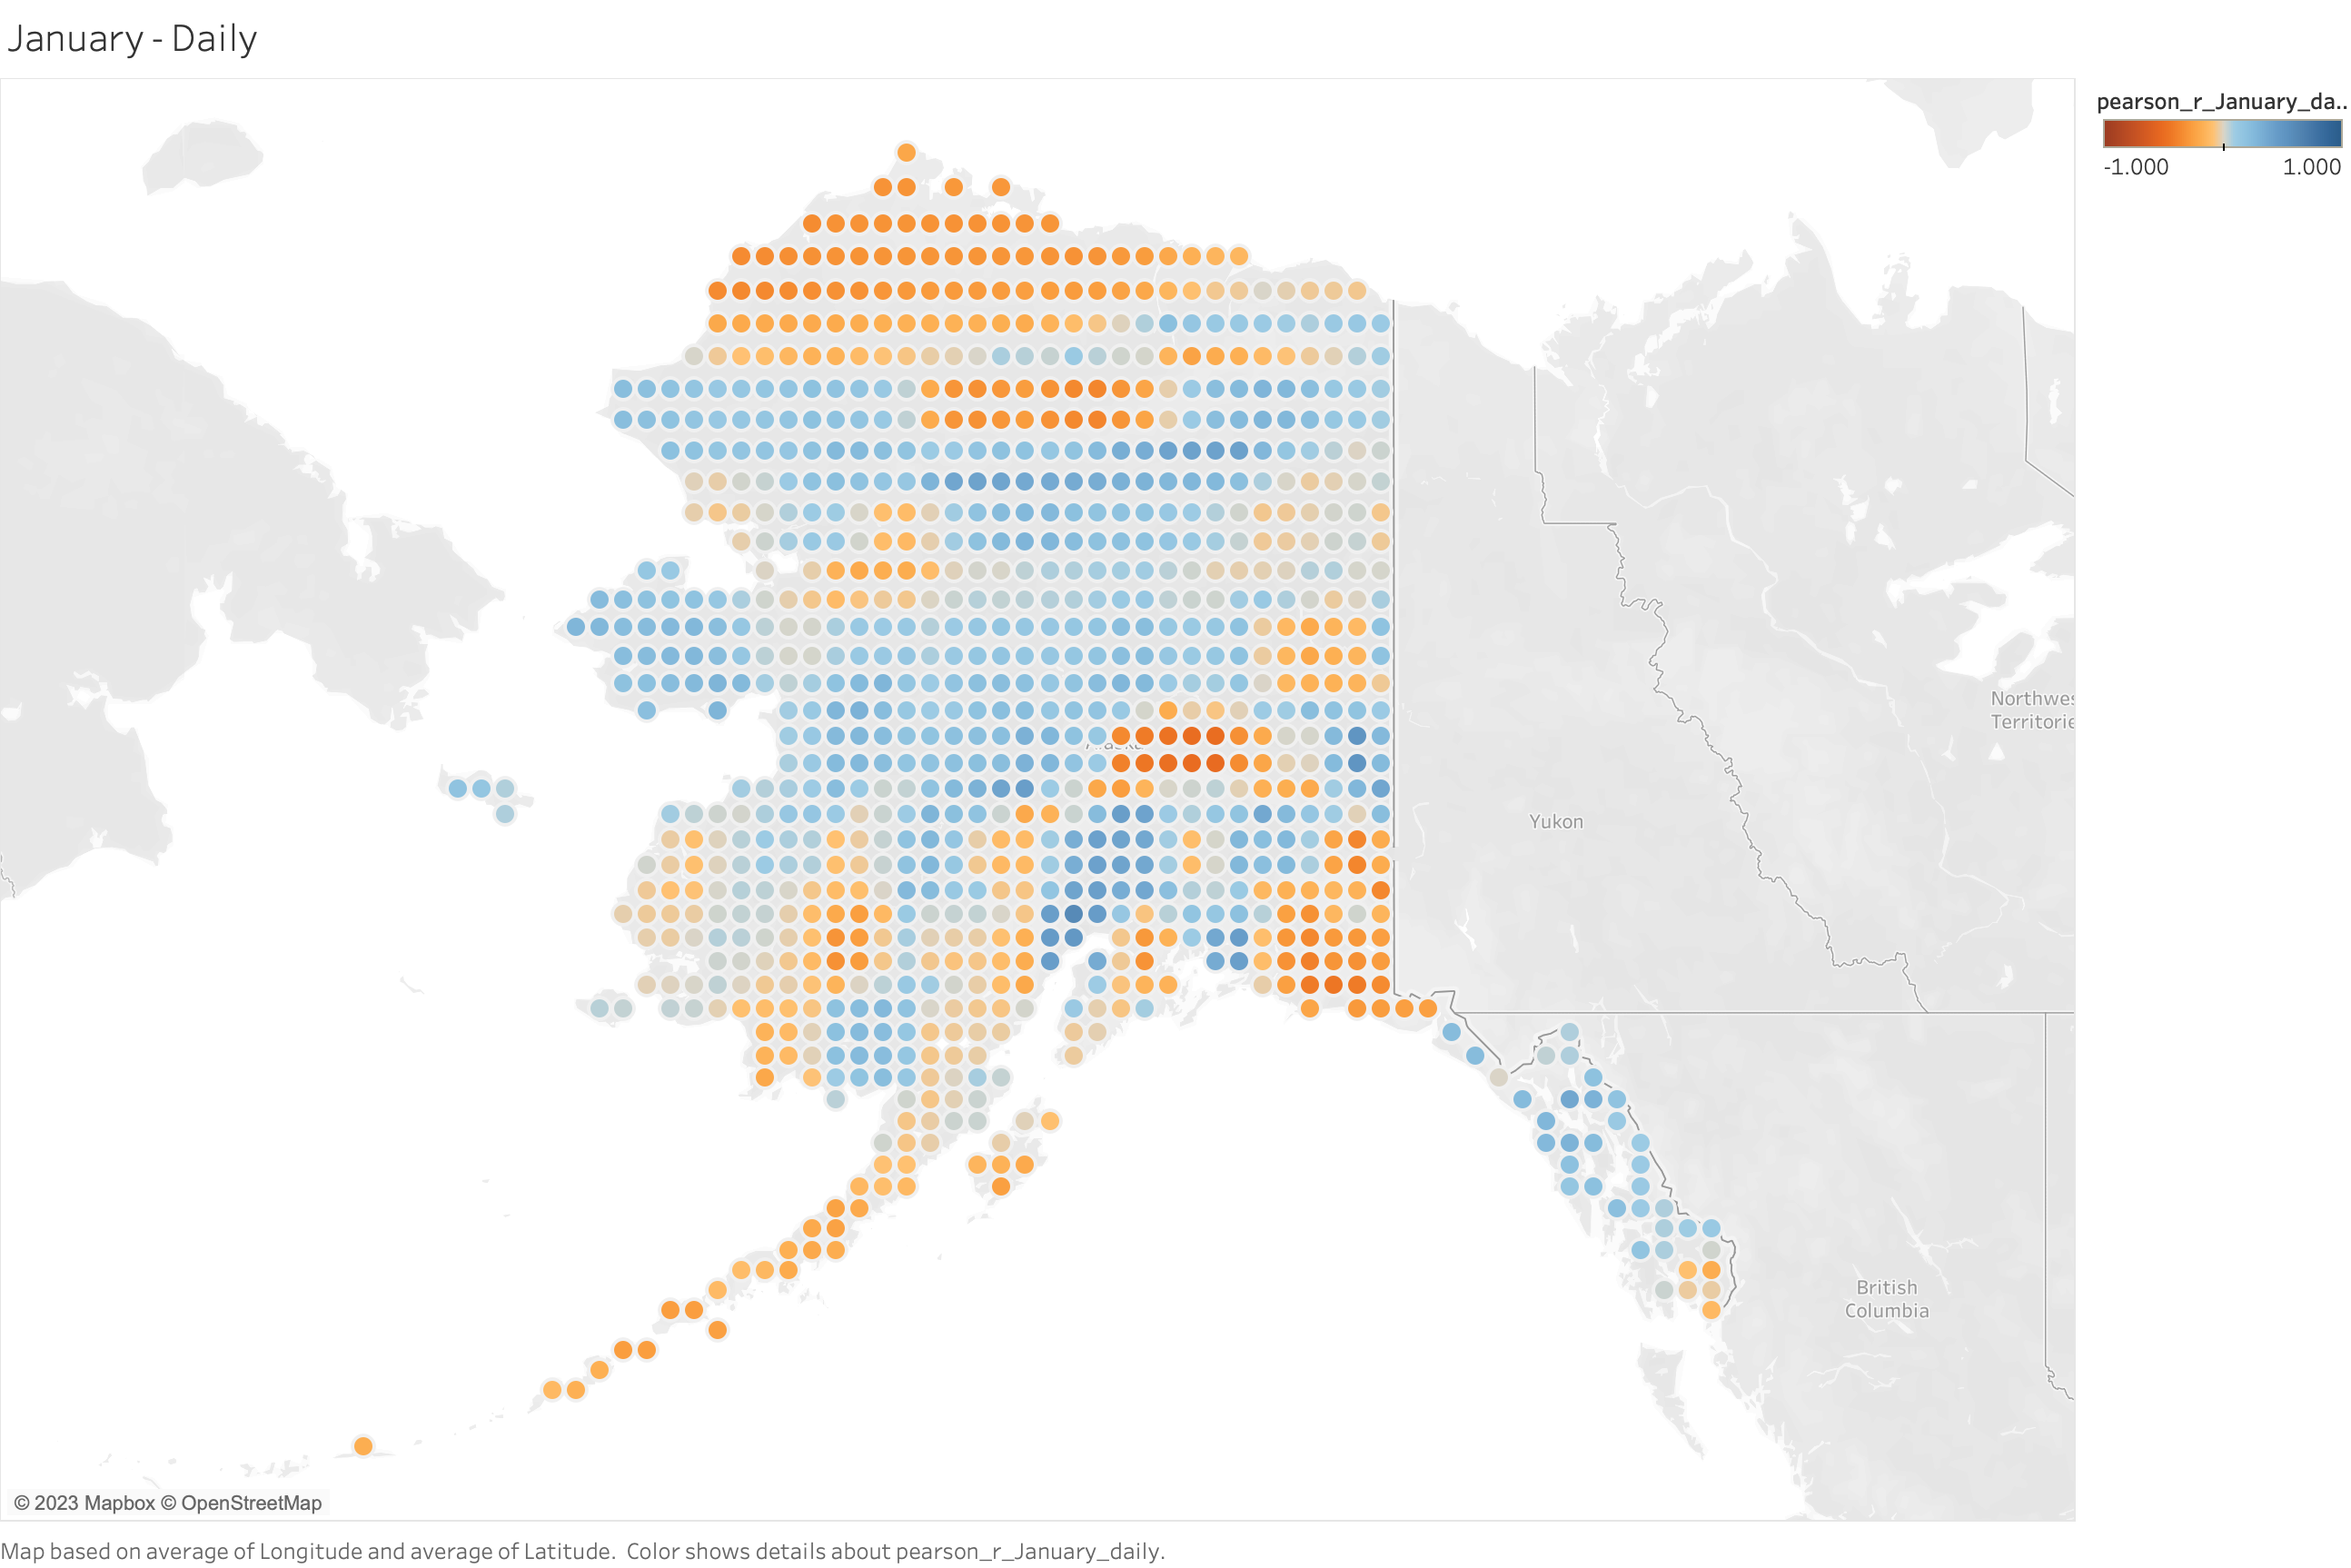 January - Daily
pearson_r_January_da..
-1.000 1.000
Northwes
Territorie
Alaska
Yukon
British
Columbia
© 2023 Mapbox © OpenStreetMap
Map based on average of Longitude and average of Latitude. Color shows details about pearson_r_January_daily.